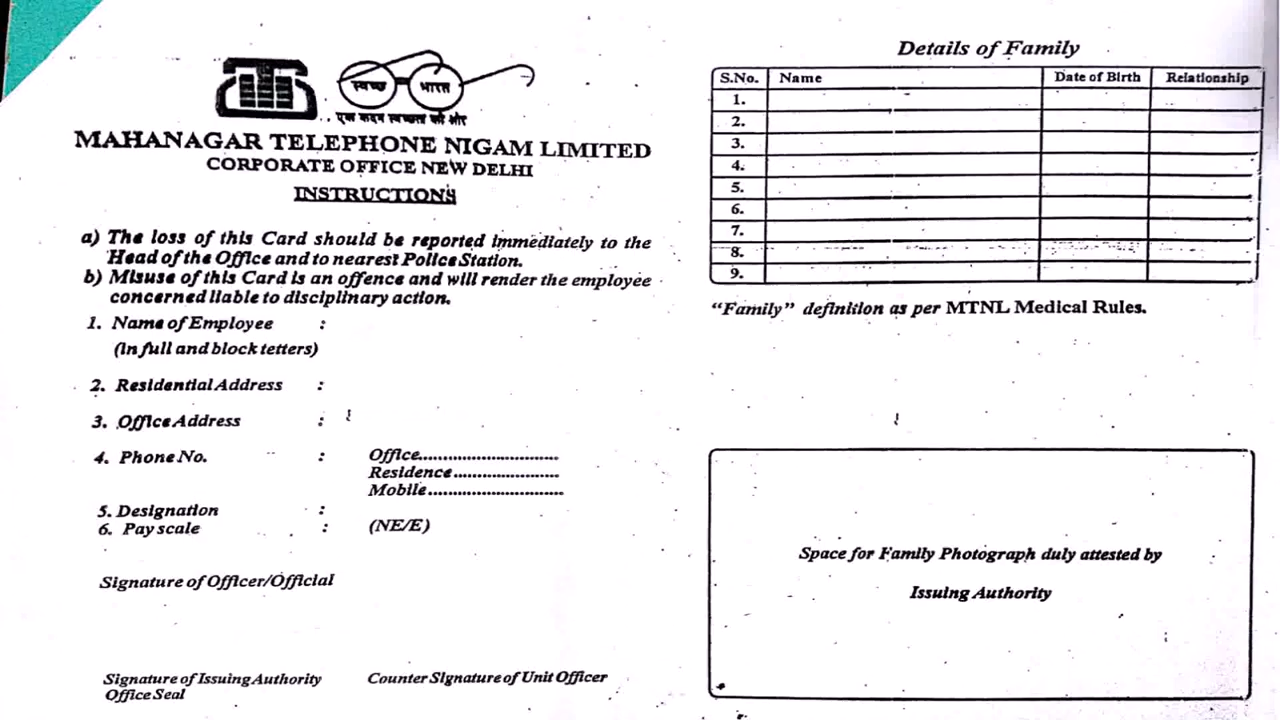 स्वच्छ भारत
एक कदम स्वच्छता की ओर
MAHANAGAR TELEPHONE NIGAM LIMITED
CORPORATE OFFICE NEW DELHI
INSTRUCTIONS
a) The loss of this Card should be reported immediately to the
Head of the Office and to nearest Police Station.
b) Misuse of this Card is an offence and will render the employee
concerned liable to disciplinary action.
1. Name of Employee :
(In full and block tetters)
2. Residential Address :
3. Office Address :
4. Phone No. : Office..............................
Residence......................
Mobile.............................
5. Designation :
6. Pay scale : (NE/E)
Signature of Officer/Official
Signature of Issuing Authority Counter Signature of Unit Officer
Office Seal
Details of Family
S.No. Name Date of Birth Relationship
1.
2.
3.
4.
5.
6.
7.
8.
9.
“Family” definition as per MTNL Medical Rules.
Space for Family Photograph duly attested by
Issuing Authority